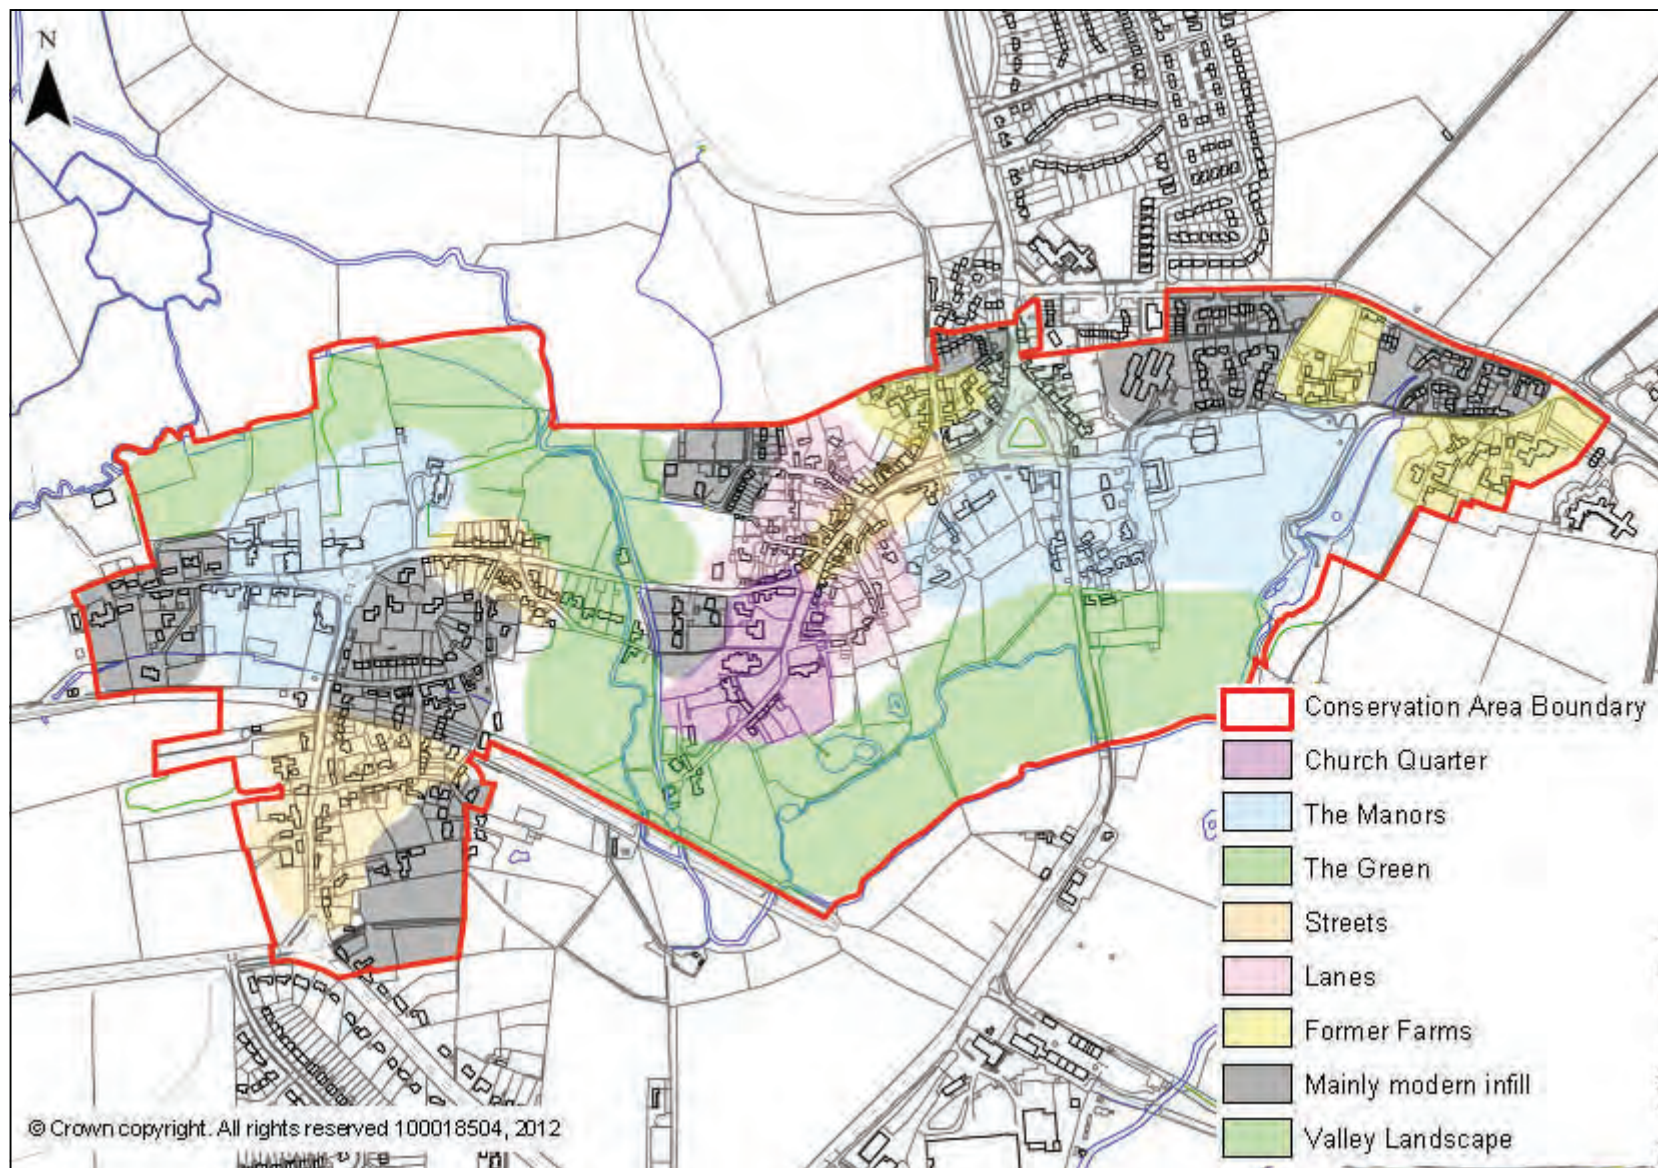 N
Conservation Area Boundary
Church Quarter
The Manors
The Green
Streets
Lanes
Former Farms
Mainly modern infill
Valley Landscape
© Crown copyright. All rights reserved 100018504, 2012